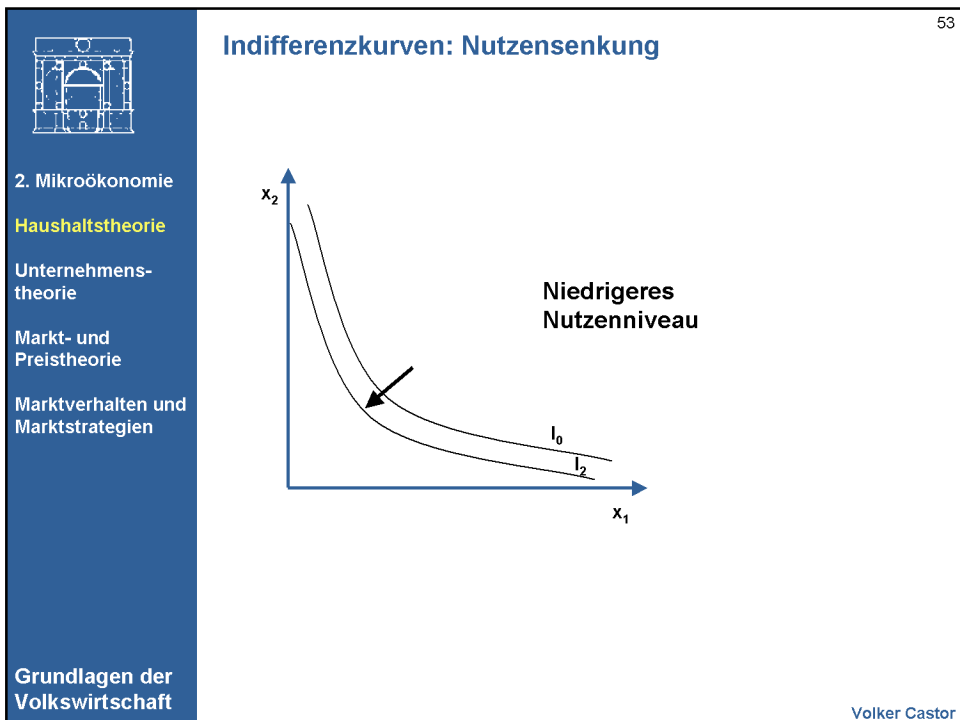 53
Indifferenzkurven: Nutzensenkung
2. Mikroökonomie
Haushaltstheorie
Unternehmens-
theorie
Markt- und
Preistheorie
Marktverhalten und
Marktstrategien
x₂
Niedrigeres
Nutzenniveau
I₀
I₂
x₁
Grundlagen der
Volkswirtschaft
Volker Castor